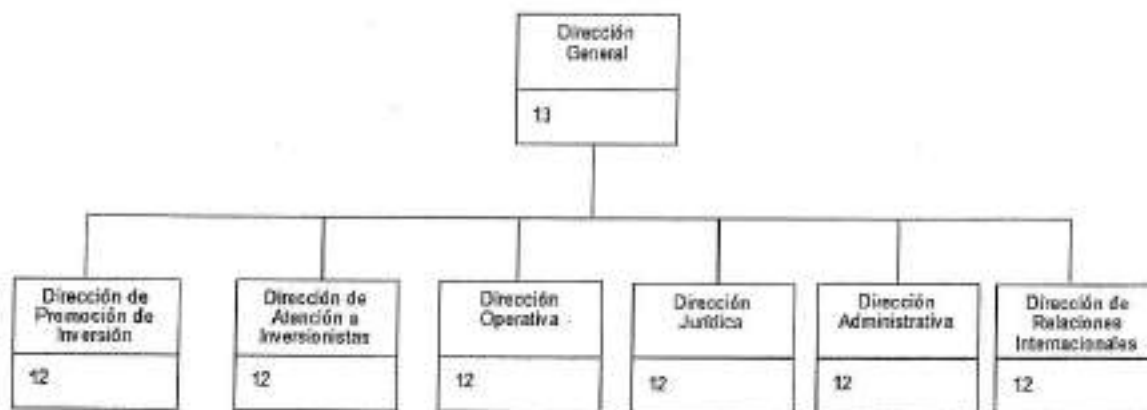 Dirección
General
13
Dirección de
Promoción de
Inversión
12
Dirección de
Atención a
Inversionistas
12
Dirección
Operativa
12
Dirección
Jurídica
12
Dirección
Administrativa
12
Dirección de
Relaciones
Internacionales
12